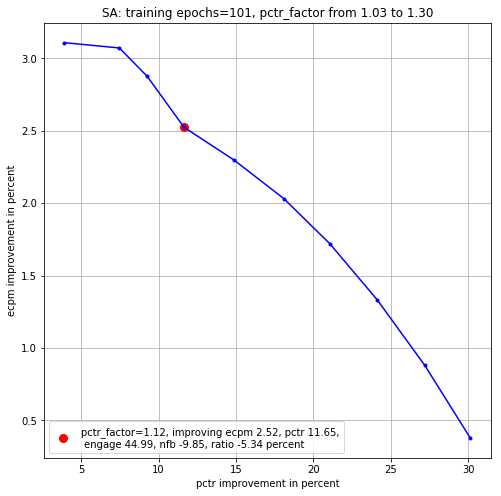 SA: training epochs=101, pctr_factor from 1.03 to 1.30
ecpm improvement in percent
3.0
2.5
2.0
1.5
1.0
0.5
pctr_factor=1.12, improving ecpm 2.52, pctr 11.65,
engage 44.99, nfb -9.85, ratio -5.34 percent
5
10
15
20
25
30
pctr improvement in percent